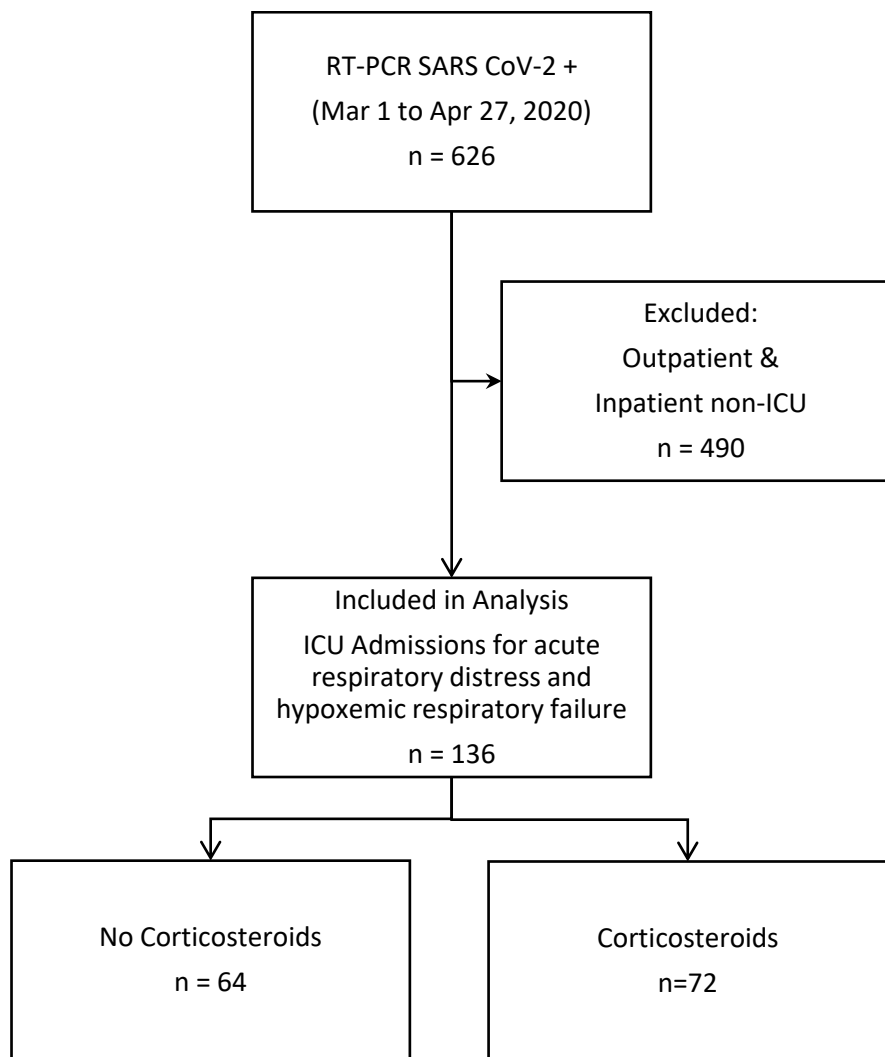 RT-PCR SARS CoV-2 +
(Mar 1 to Apr 27, 2020)
n = 626
Excluded:
Outpatient &
Inpatient non-ICU
n = 490
Included in Analysis
ICU Admissions for acute
respiratory distress and
hypoxemic respiratory failure
n = 136
No Corticosteroids
n = 64
Corticosteroids
n=72